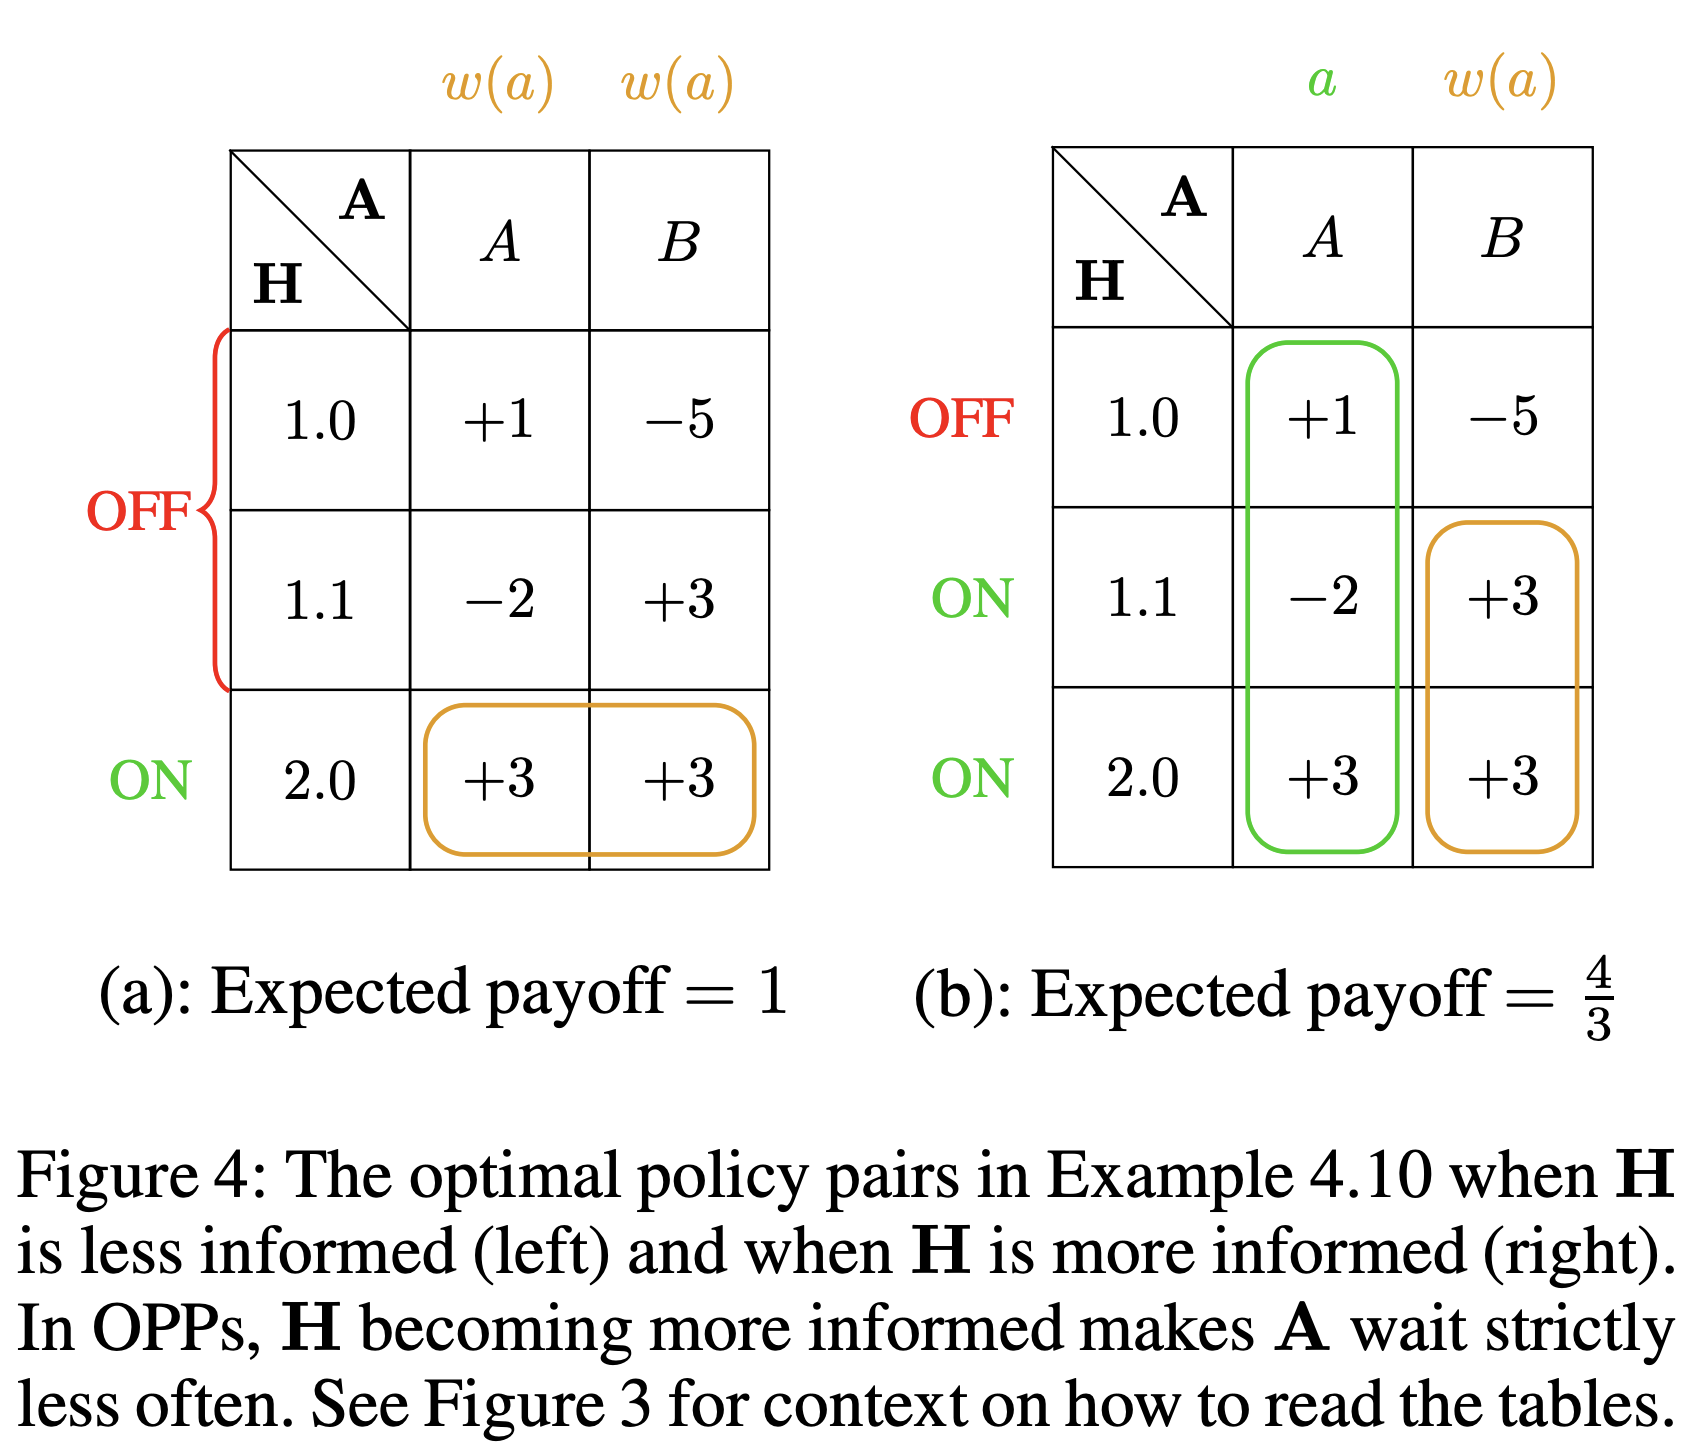 w(a) w(a)
A
H
A B
1.0 +1 −5
OFF
1.1 −2 +3
ON 2.0 +3 +3
(a): Expected payoff = 1
a w(a)
A
H
A B
OFF 1.0 +1 −5
ON 1.1 −2 +3
ON 2.0 +3 +3
(b): Expected payoff = 4/3
Figure 4: The optimal policy pairs in Example 4.10 when H
is less informed (left) and when H is more informed (right).
In OPPs, H becoming more informed makes A wait strictly
less often. See Figure 3 for context on how to read the tables.